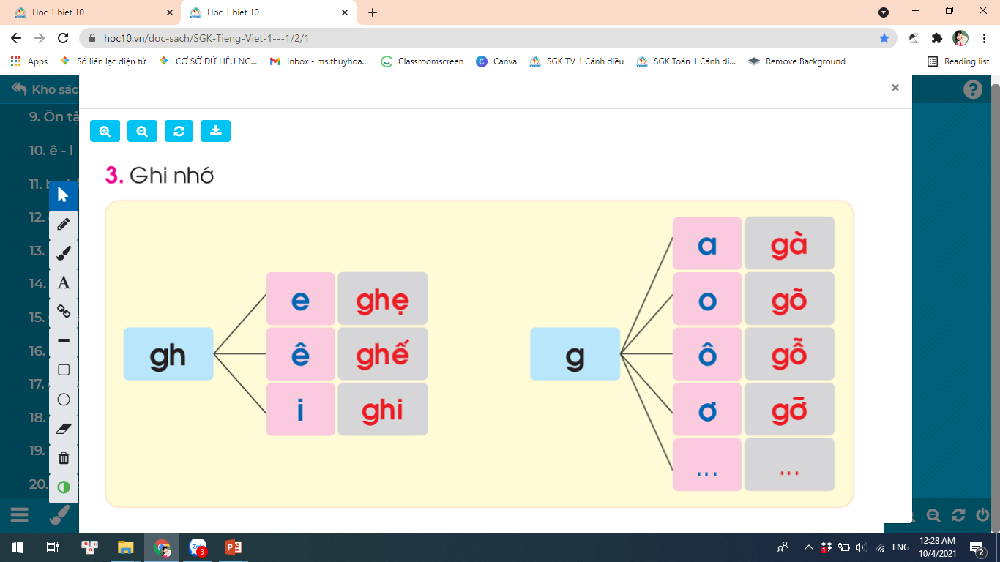 Hoc 1 biet 10
Hoc 1 biet 10
hoc10.vn/doc-sach/SGK-Tieng-Viet-1---1/2/1
Apps
Sổ liên lạc điện tử
CƠ SỞ DỮ LIỆU NG...
Inbox - ms.thuyhoa...
Classroomscreen
Canva
SGK TV 1 Cánh diều
SGK Toán 1 Cánh di...
Remove Background
Reading list
Kho sác
9. Ôn tậ
10. ê - l
11.
12.
13.
14.
15.
16.
17.
18.
19.
20.
A
3. Ghi nhớ
gh
e ghẹ
ê ghế
i ghi
g
a gà
o gõ
ô gỗ
ơ gỡ
... ...
3
1
ENG
12:28 AM
10/4/2021
2